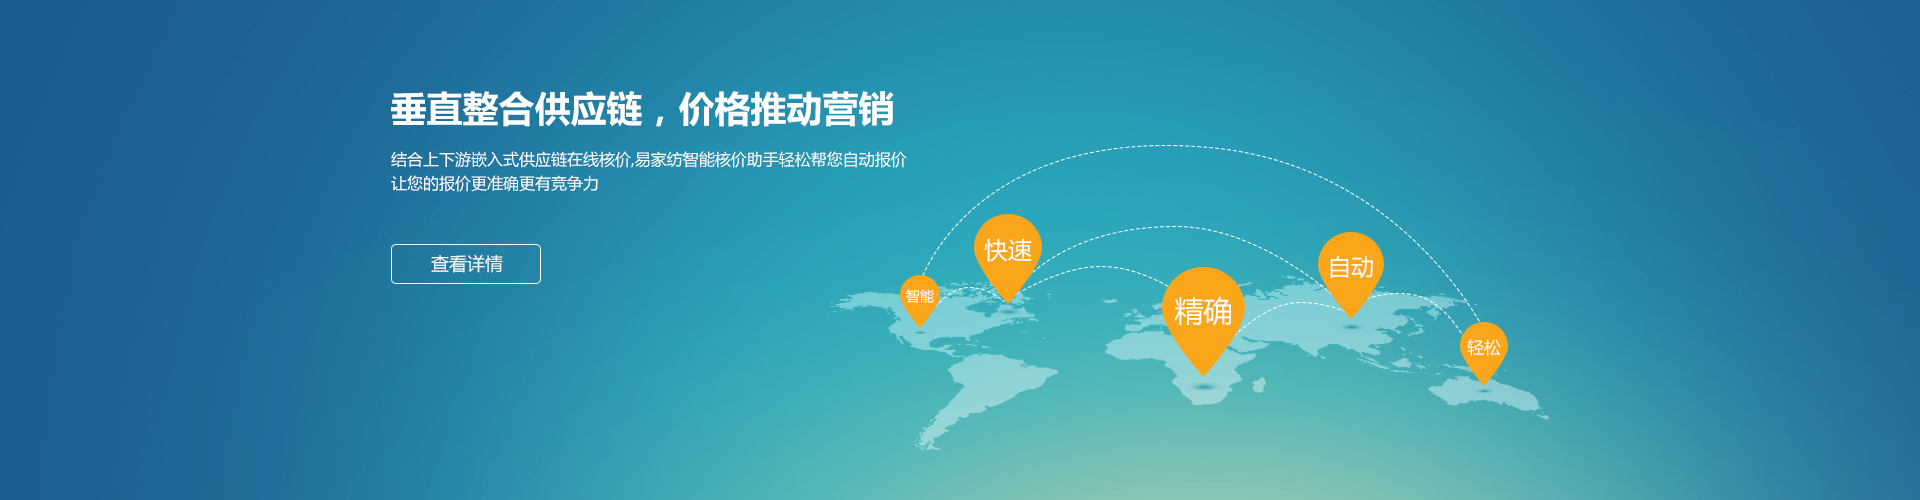 垂直整合供应链，价格推动营销
结合上下游嵌入式供应链在线核价,易家纺智能核价助手轻松帮您自动报价
让您的报价更准确更有竞争力
查看详情
智能
快速
精确
自动
轻松